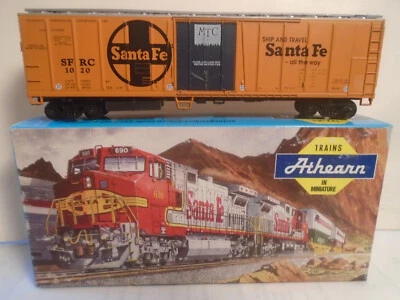 SFRC
1020
Santa Fe
MTC
SHIP AND TRAVEL
Santa Fe
- all the way
TRAINS
Athearn
IN
MINIATURE
690
Santa Fe